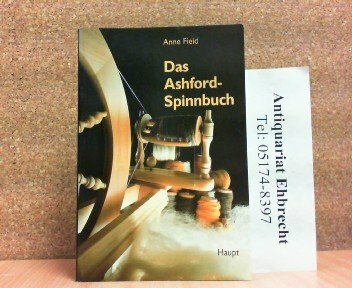 Anne Field
Das
Ashford-
Spinnbuch
Haupt
Antiquariat Ehbrecht
Tel: 05174-8397